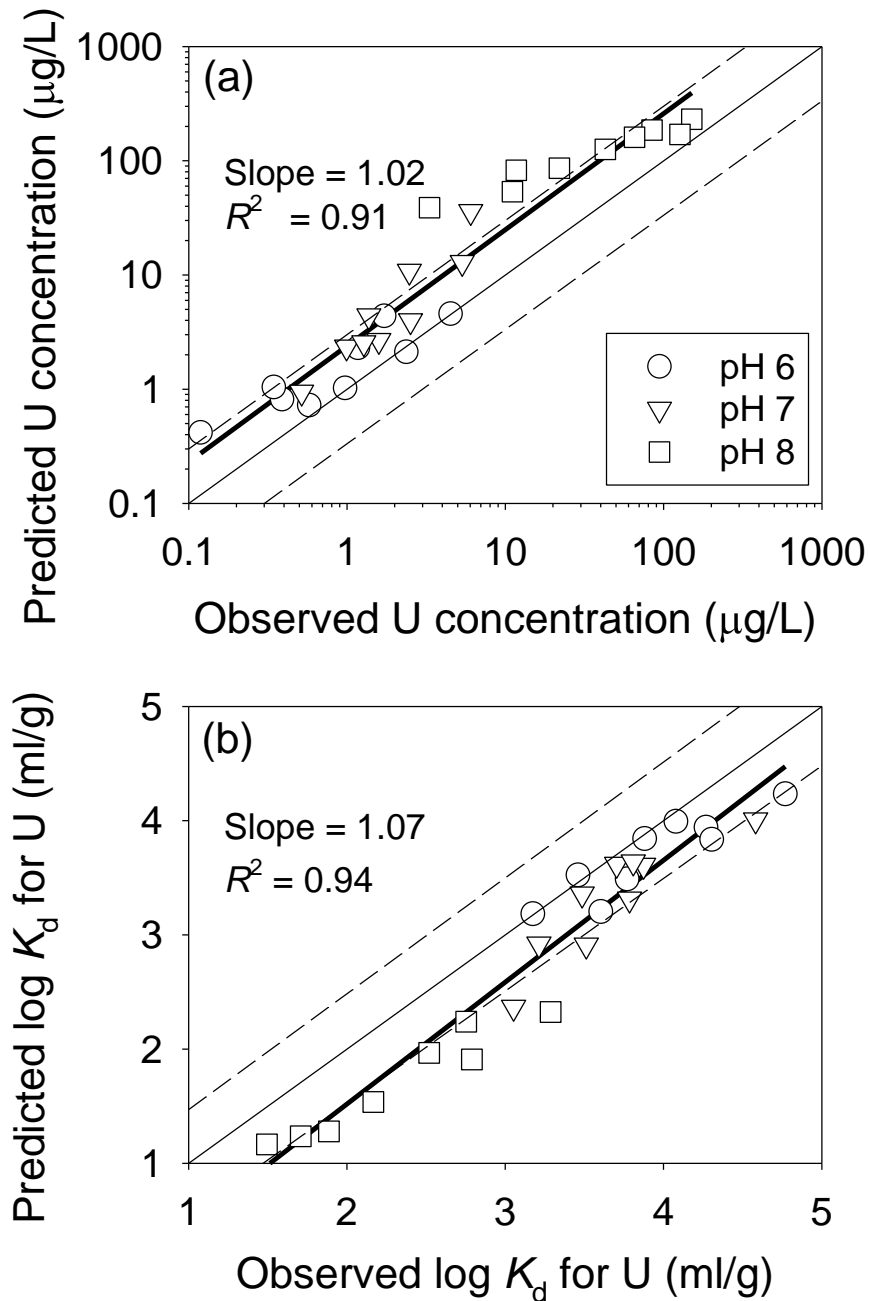 Predicted U concentration (μg/L)
1000
100
10
1
0.1
(a)
Slope = 1.02
R² = 0.91
pH 6
pH 7
pH 8
0.1 1 10 100 1000
Observed U concentration (μg/L)
Predicted log Kd for U (ml/g)
5
4
3
2
1
(b)
Slope = 1.07
R² = 0.94
1 2 3 4 5
Observed log Kd for U (ml/g)